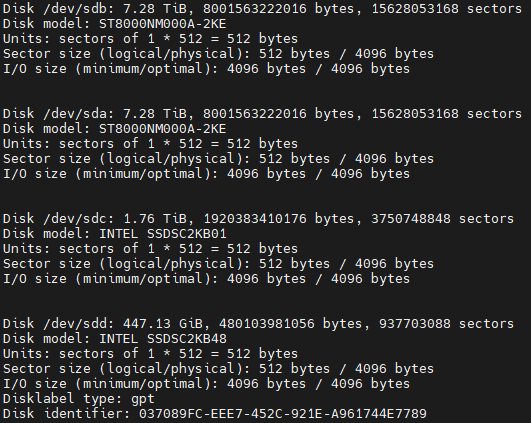 Disk /dev/sdb: 7.28 TiB, 8001563222016 bytes, 15628053168 sectors
Disk model: ST8000NM000A-2KE
Units: sectors of 1 * 512 = 512 bytes
Sector size (logical/physical): 512 bytes / 4096 bytes
I/O size (minimum/optimal): 4096 bytes / 4096 bytes
Disk /dev/sda: 7.28 TiB, 8001563222016 bytes, 15628053168 sectors
Disk model: ST8000NM000A-2KE
Units: sectors of 1 * 512 = 512 bytes
Sector size (logical/physical): 512 bytes / 4096 bytes
I/O size (minimum/optimal): 4096 bytes / 4096 bytes
Disk /dev/sdc: 1.76 TiB, 1920383410176 bytes, 3750748848 sectors
Disk model: INTEL SSDSC2KB01
Units: sectors of 1 * 512 = 512 bytes
Sector size (logical/physical): 512 bytes / 4096 bytes
I/O size (minimum/optimal): 4096 bytes / 4096 bytes
Disk /dev/sdd: 447.13 GiB, 480103981056 bytes, 937703088 sectors
Disk model: INTEL SSDSC2KB48
Units: sectors of 1 * 512 = 512 bytes
Sector size (logical/physical): 512 bytes / 4096 bytes
I/O size (minimum/optimal): 4096 bytes / 4096 bytes
Disklabel type: gpt
Disk identifier: 037089FC-EEE7-452C-921E-A961744E7789